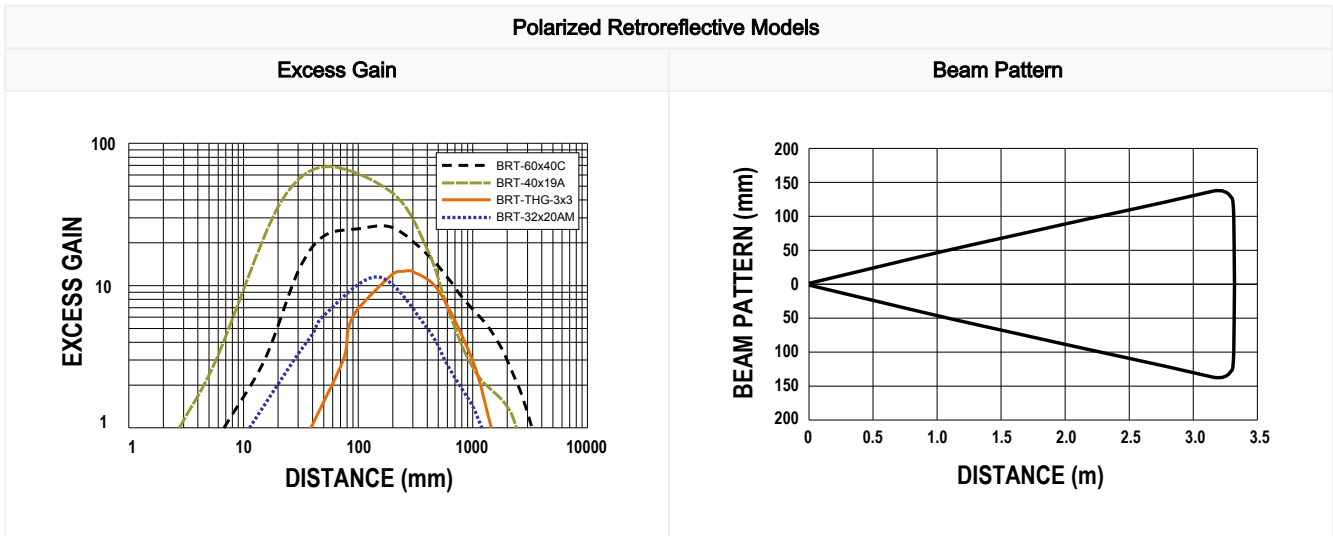 Polarized Retroreflective Models
Excess Gain
Beam Pattern
EXCESS GAIN
100
10
1
BRT-60x40C
BRT-40x19A
BRT-THG-3x3
BRT-32x20AM
1 10 100 1000 10000
DISTANCE (mm)
BEAM PATTERN (mm)
200
150
100
50
0
50
100
150
200
0 0.5 1.0 1.5 2.0 2.5 3.0 3.5
DISTANCE (m)